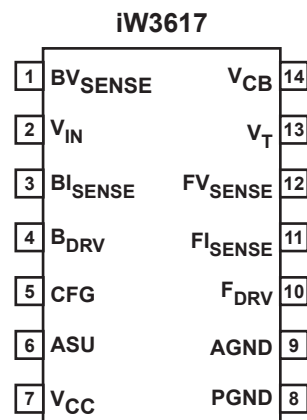 iW3617
1 BVSENSE VCB 14
2 VIN VT 13
3 BISENSE FVSENSE 12
4 BDRV FISENSE 11
5 CFG FDRV 10
6 ASU AGND 9
7 VCC PGND 8